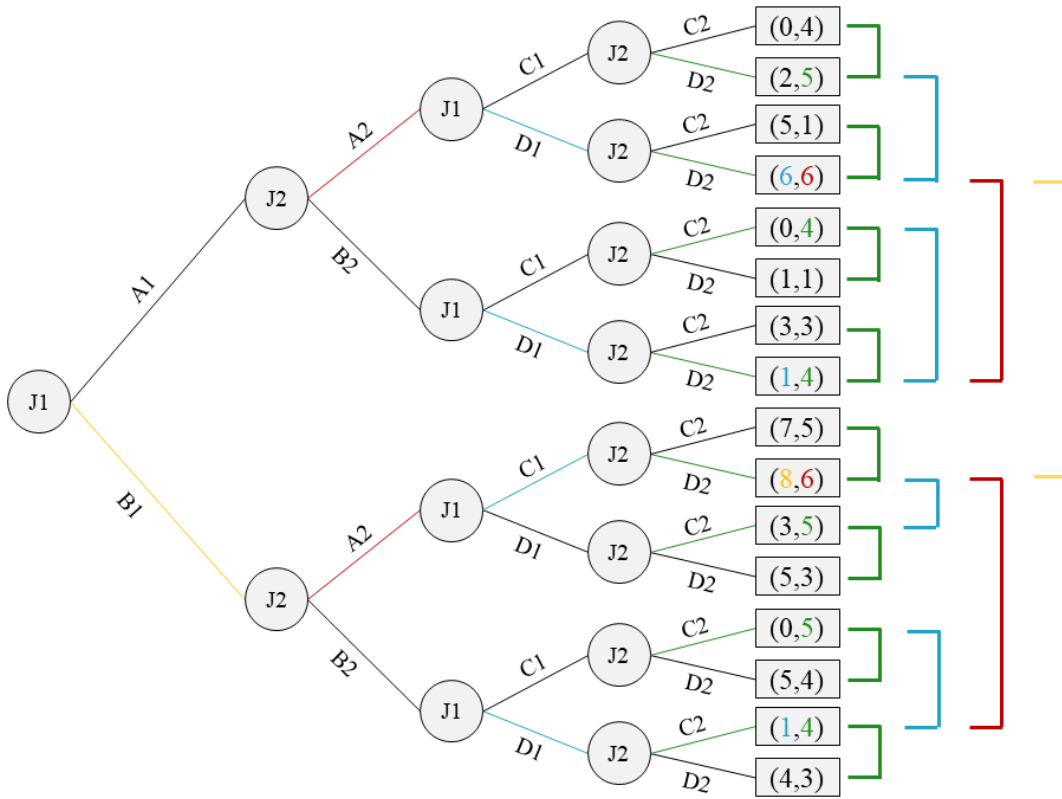 C2
(0,4)
J2
D2
(2,5)
C1
A2
J1
D1
C2
(5,1)
J2
D2
(6,6)
J2
A1
B2
C2
(0,4)
J2
D2
(1,1)
C1
J1
D1
C2
(3,3)
J2
D2
(1,4)
J1
B1
C2
(7,5)
J2
D2
(8,6)
C1
A2
J1
D1
C2
(3,5)
J2
D2
(5,3)
J2
B2
C2
(0,5)
J2
D2
(5,4)
C1
J1
D1
C2
(1,4)
J2
D2
(4,3)